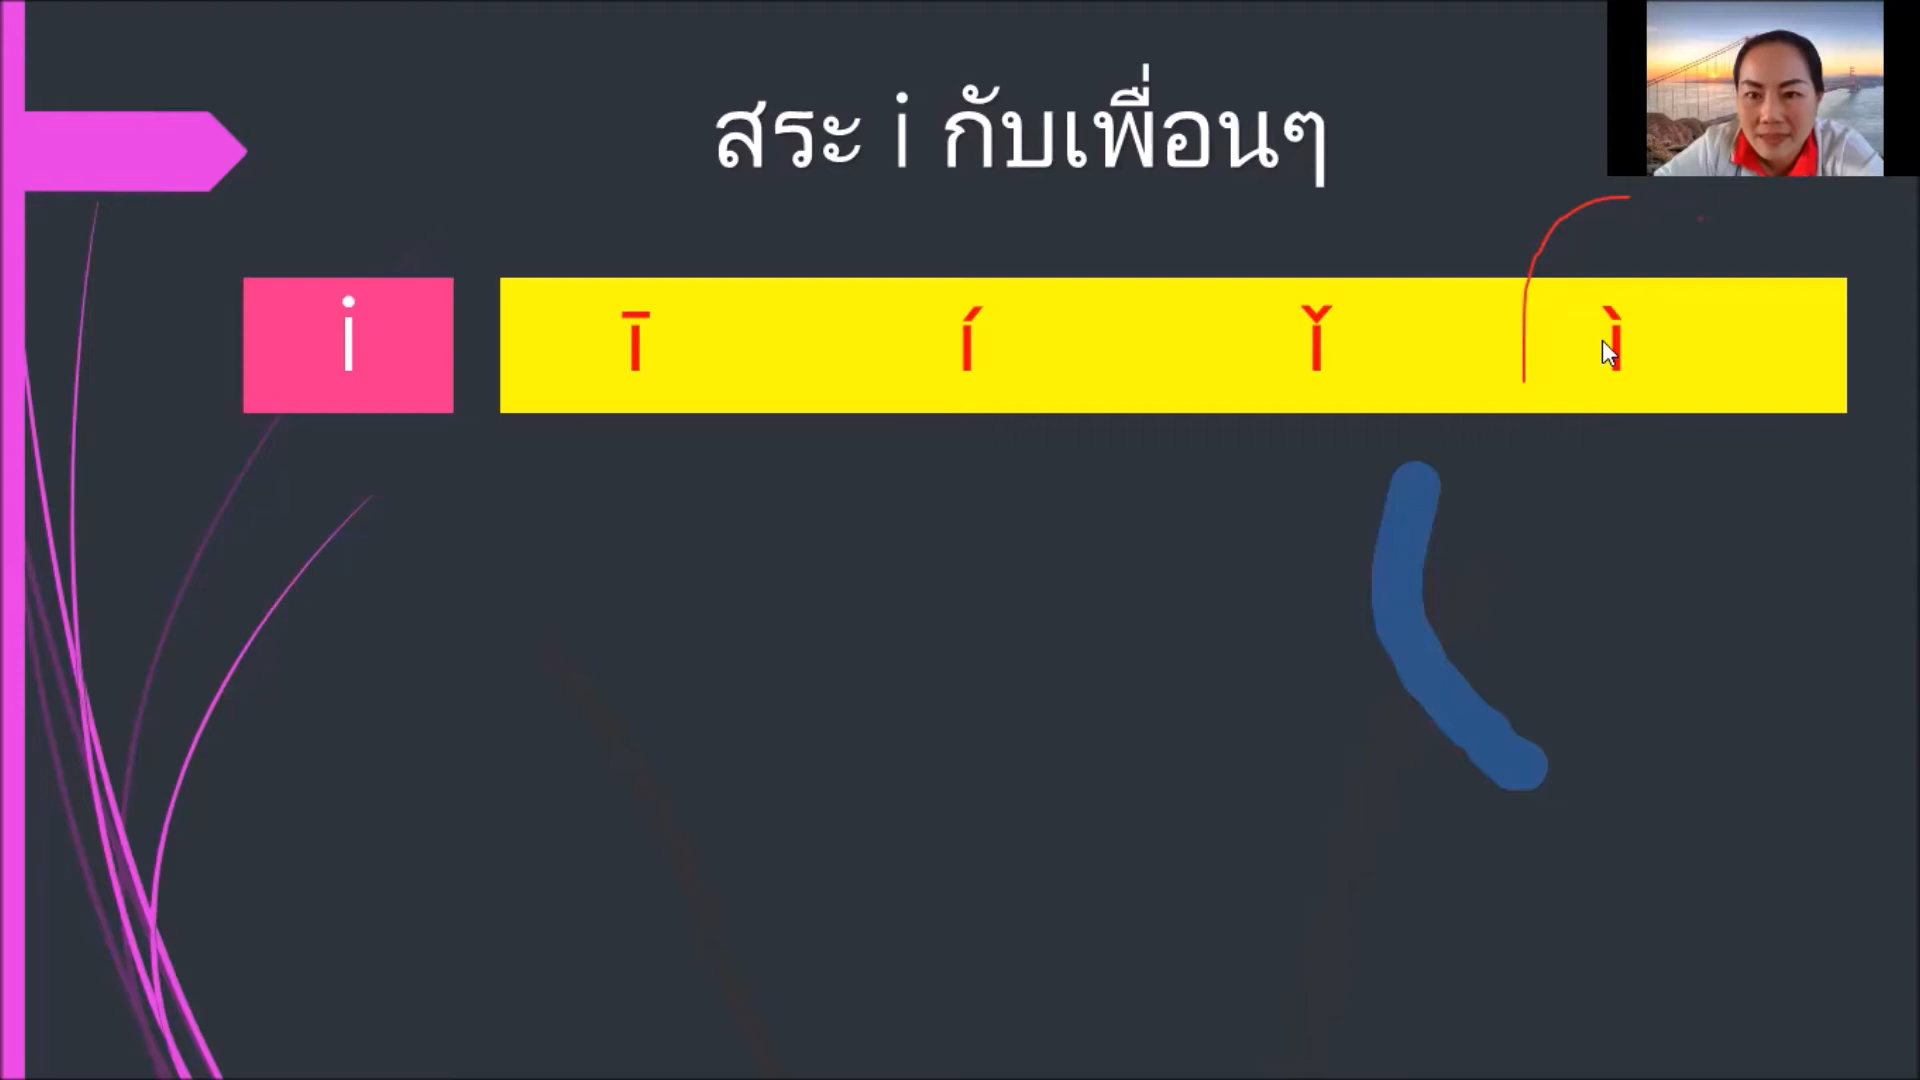 สระ i กับเพื่อนๆ
i ī í ǐ ì